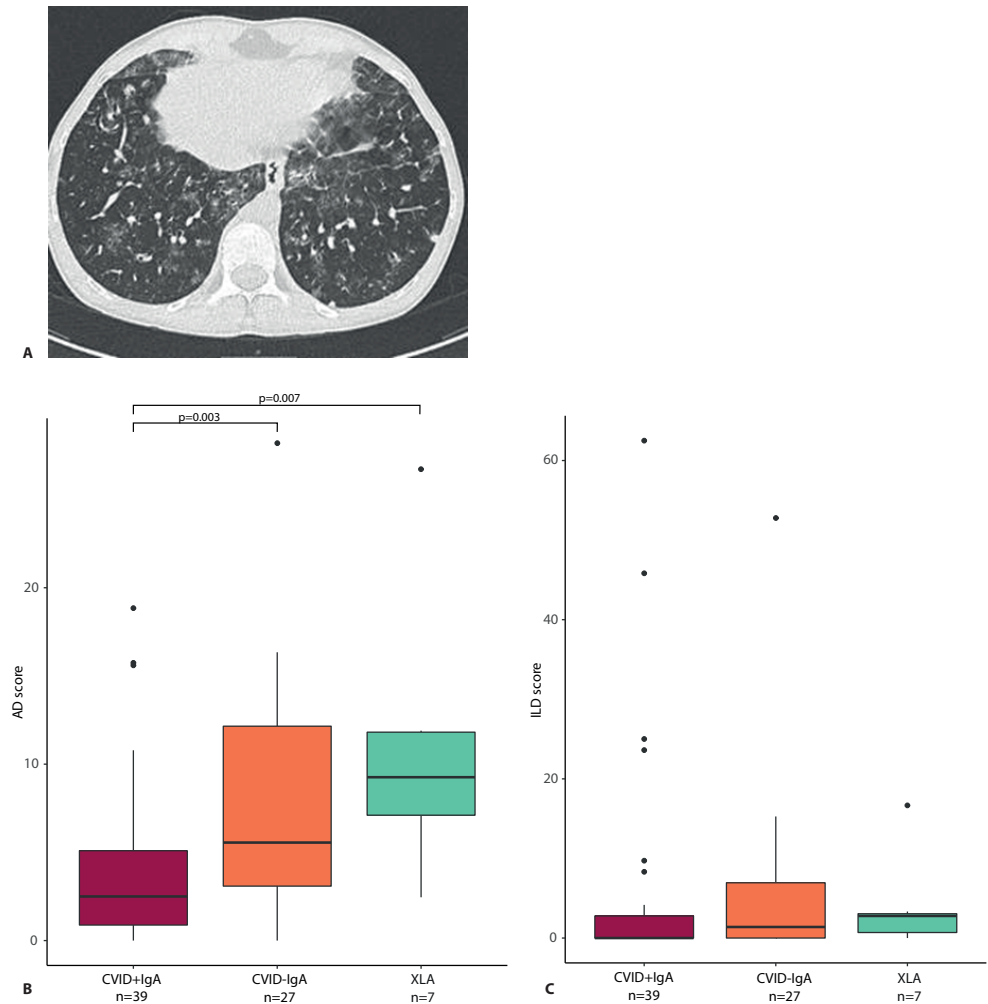 A
p=0.007
p=0.003
AD score
20
10
0
CVID+IgA
n=39
CVID-IgA
n=27
XLA
n=7
B
ILD score
60
40
20
0
CVID+IgA
n=39
CVID-IgA
n=27
XLA
n=7
C